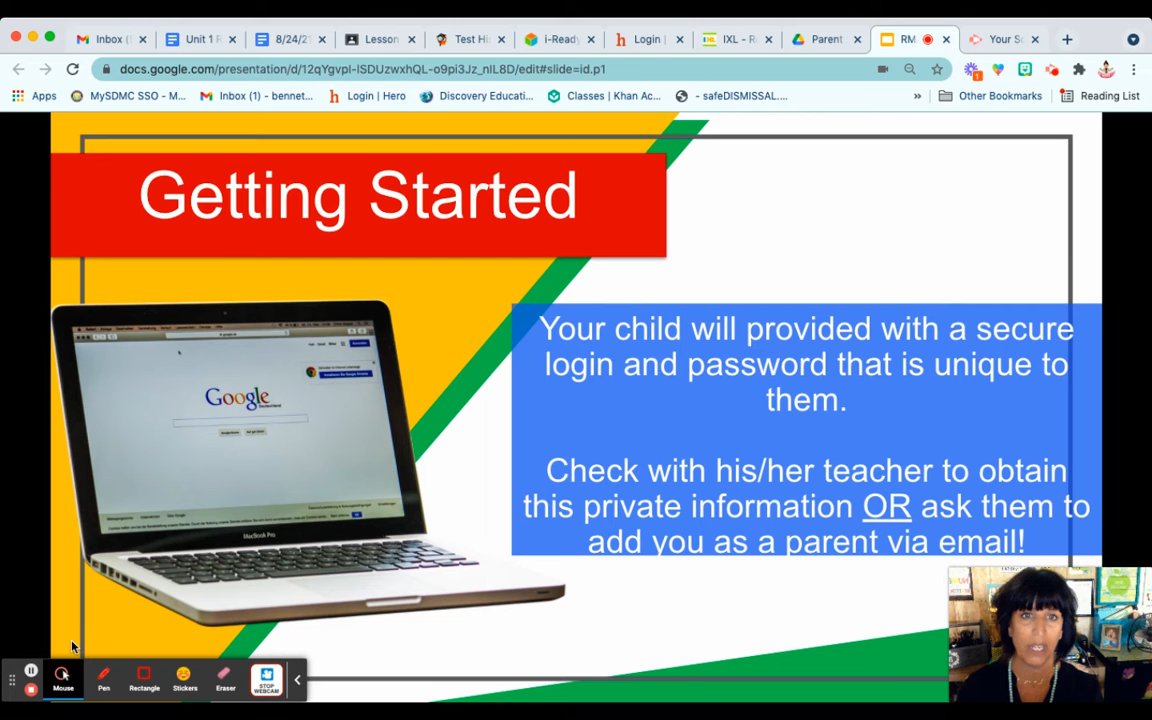 Inbox (
Unit 1 F
8/24/21
Lesson
Test Hi
i-Ready
Login |
IXL - R
Parent
RM
Your Sc
docs.google.com/presentation/d/12qYgvpl-ISDUzwxhQL-o9pi3Jz_nIL8D/edit#slide=id.p1
Apps
MySDMC SSO - M...
Inbox (1) - bennet...
Login | Hero
Discovery Educati...
Classes | Khan Ac...
- safeDISMISSAL....
»
Other Bookmarks
Reading List
Getting Started
Google
MacBook Pro
Your child will provided with a secure
login and password that is unique to
them.
Check with his/her teacher to obtain
this private information OR ask them to
add you as a parent via email!
Mouse
Pen
Rectangle
Stickers
Eraser
STOP
WEBCAM